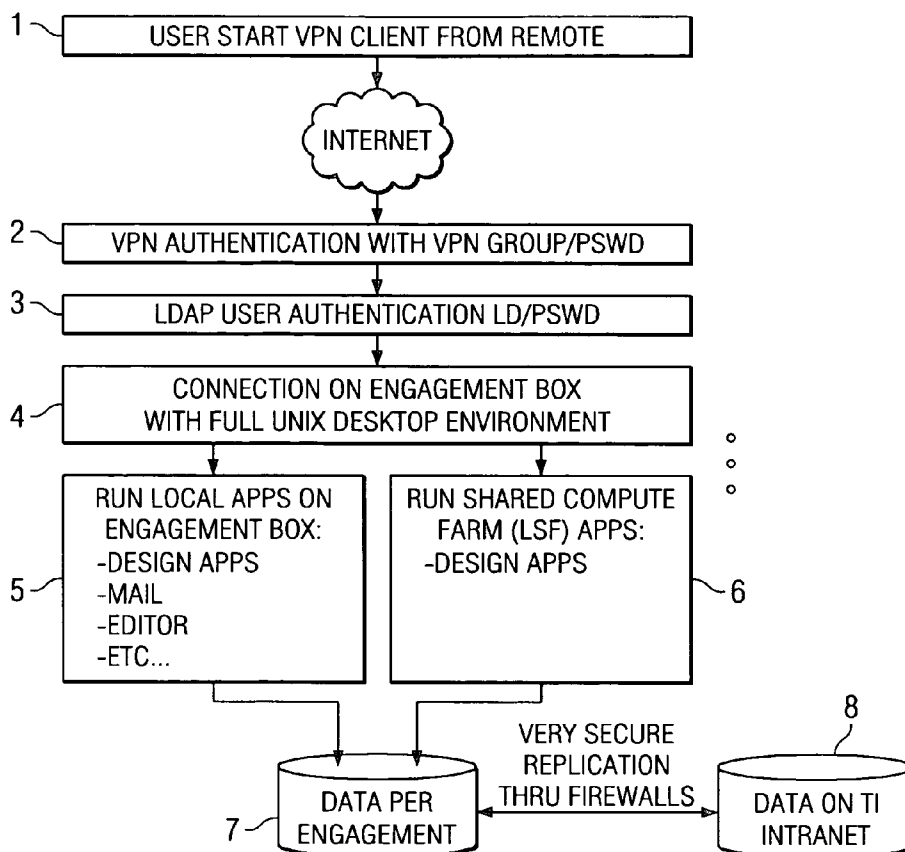 1
USER START VPN CLIENT FROM REMOTE
INTERNET
2
VPN AUTHENTICATION WITH VPN GROUP/PSWD
3
LDAP USER AUTHENTICATION LD/PSWD
4
CONNECTION ON ENGAGEMENT BOX
WITH FULL UNIX DESKTOP ENVIRONMENT
5
RUN LOCAL APPS ON
ENGAGEMENT BOX:
-DESIGN APPS
-MAIL
-EDITOR
-ETC...
RUN SHARED COMPUTE
FARM (LSF) APPS:
-DESIGN APPS
6
7
DATA PER
ENGAGEMENT
VERY SECURE
REPLICATION
THRU FIREWALLS
8
DATA ON TI
INTRANET